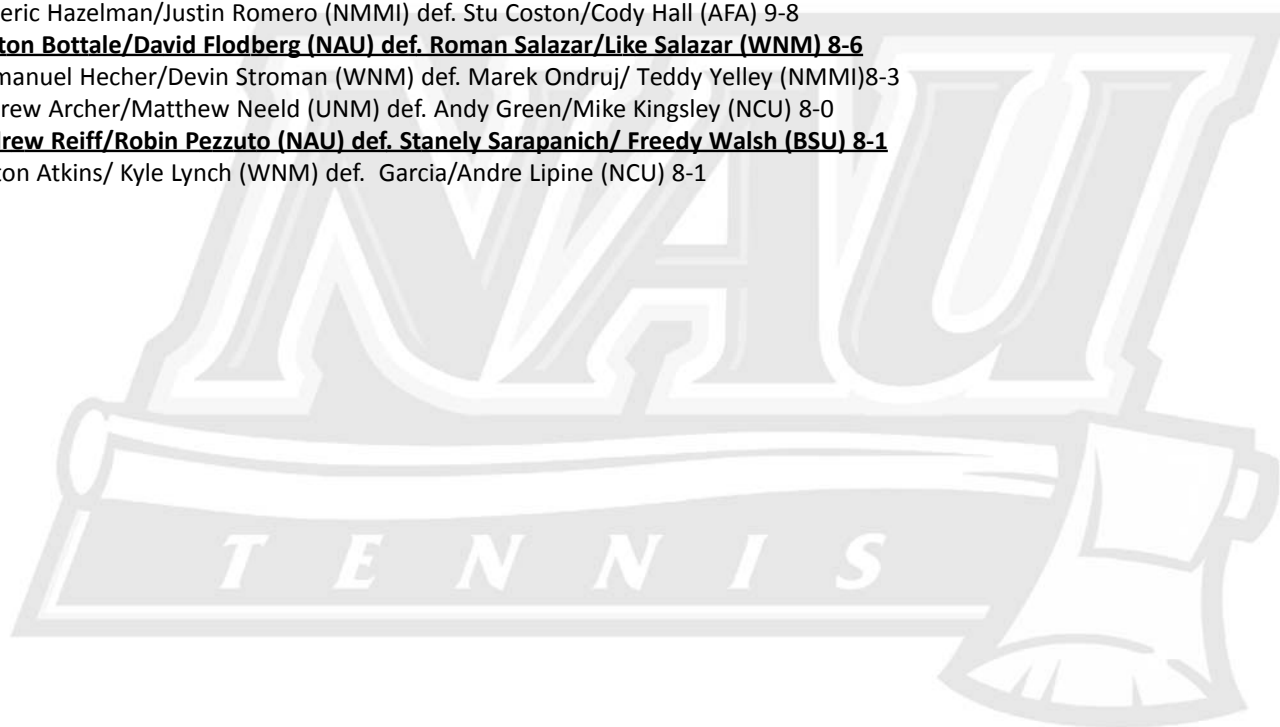 eric Hazelman/Justin Romero (NMMI) def. Stu Coston/Cody Hall (AFA) 9-8
ton Bottale/David Flodberg (NAU) def. Roman Salazar/Like Salazar (WNM) 8-6
manuel Hecher/Devin Stroman (WNM) def. Marek Ondruj/ Teddy Yelley (NMMI)8-3
rew Archer/Matthew Neeld (UNM) def. Andy Green/Mike Kingsley (NCU) 8-0
drew Reiff/Robin Pezzuto (NAU) def. Stanely Sarapanich/ Freedy Walsh (BSU) 8-1
ton Atkins/ Kyle Lynch (WNM) def. Garcia/Andre Lipine (NCU) 8-1
NAU
TENNIS